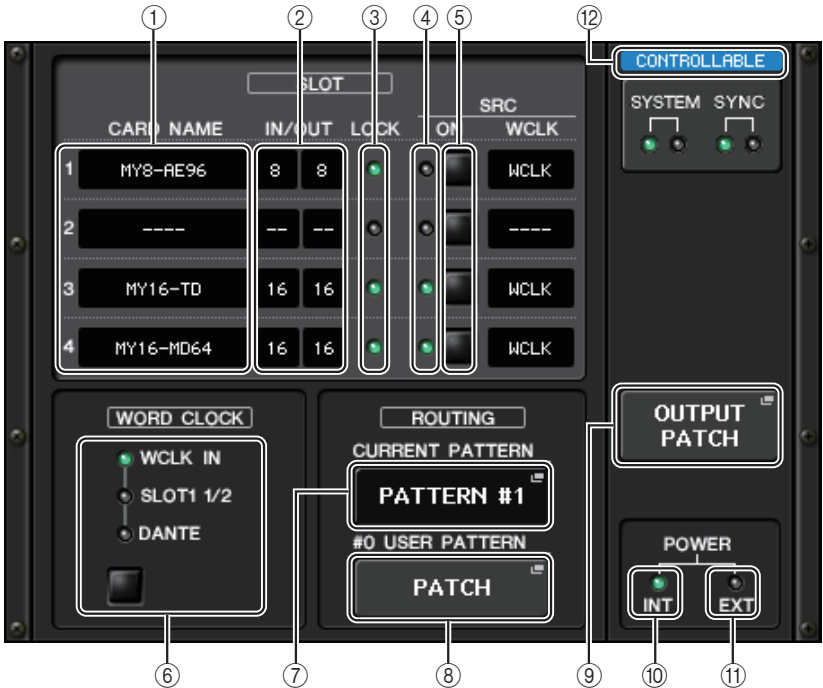 ① ② ③ ④ ⑤ ⑫
SLOT
SRC
CARD NAME IN/OUT LOCK ON WCLK
1 MY8-AE96 8 8 WCLK
2 ---- -- -- ----
3 MY16-TD 16 16 WCLK
4 MY16-MD64 16 16 WCLK
CONTROLLABLE
SYSTEM SYNC
WORD CLOCK
WCLK IN
SLOT1 1/2
DANTE
ROUTING
CURRENT PATTERN
PATTERN #1
#0 USER PATTERN
PATCH
OUTPUT
PATCH
POWER
INT EXT
⑥ ⑦ ⑧ ⑨ ⑩ ⑪